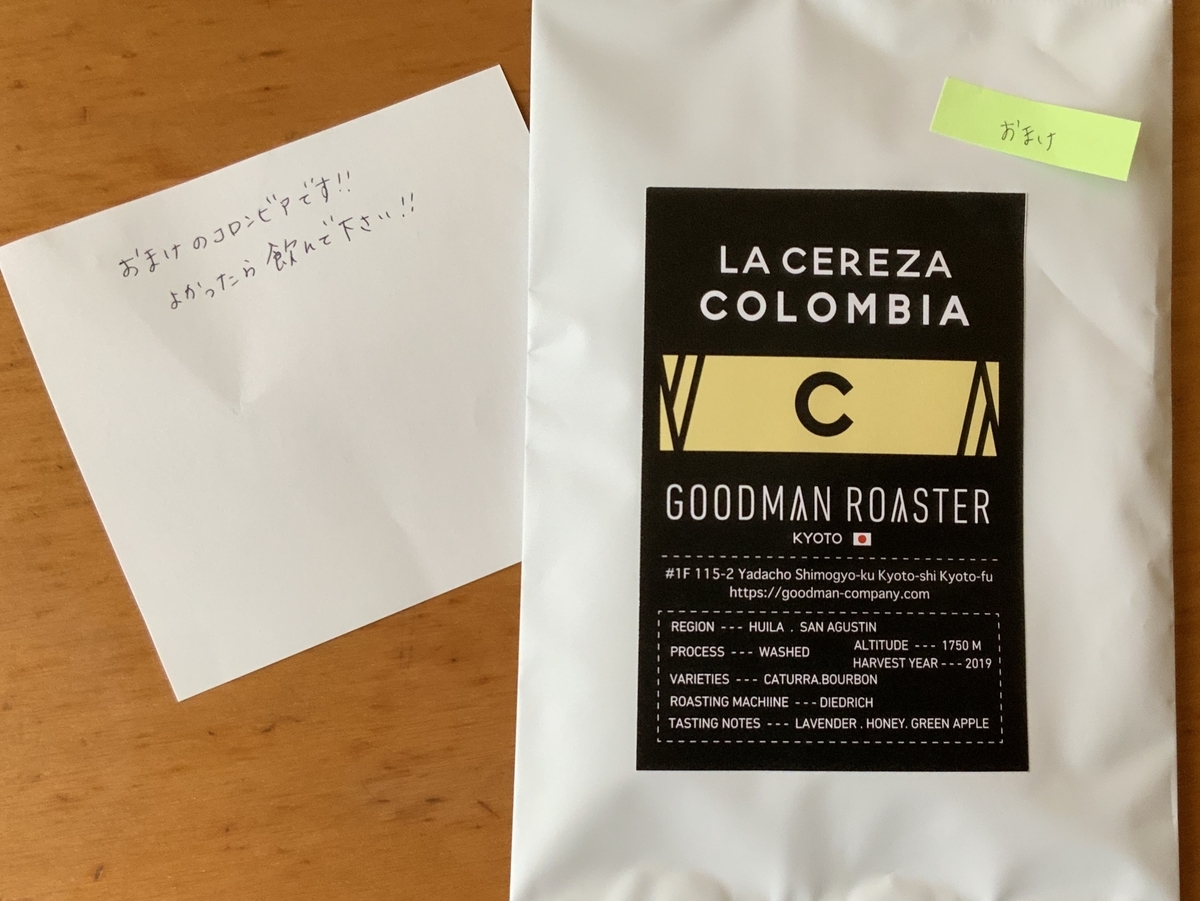 おまけのコロンビアです!!
よかったら飲んで下さい!!
おまけ
LA CEREZA
COLOMBIA
C
GOODMAN ROASTER
KYOTO
#1F 115-2 Yadacho Shimogyo-ku Kyoto-shi Kyoto-fu
https://goodman-company.com
REGION --- HUILA . SAN AGUSTIN
PROCESS --- WASHED
ALTITUDE --- 1750 M
HARVEST YEAR --- 2019
VARIETIES --- CATURRA.BOURBON
ROASTING MACHIINE --- DIEDRICH
TASTING NOTES --- LAVENDER . HONEY. GREEN APPLE